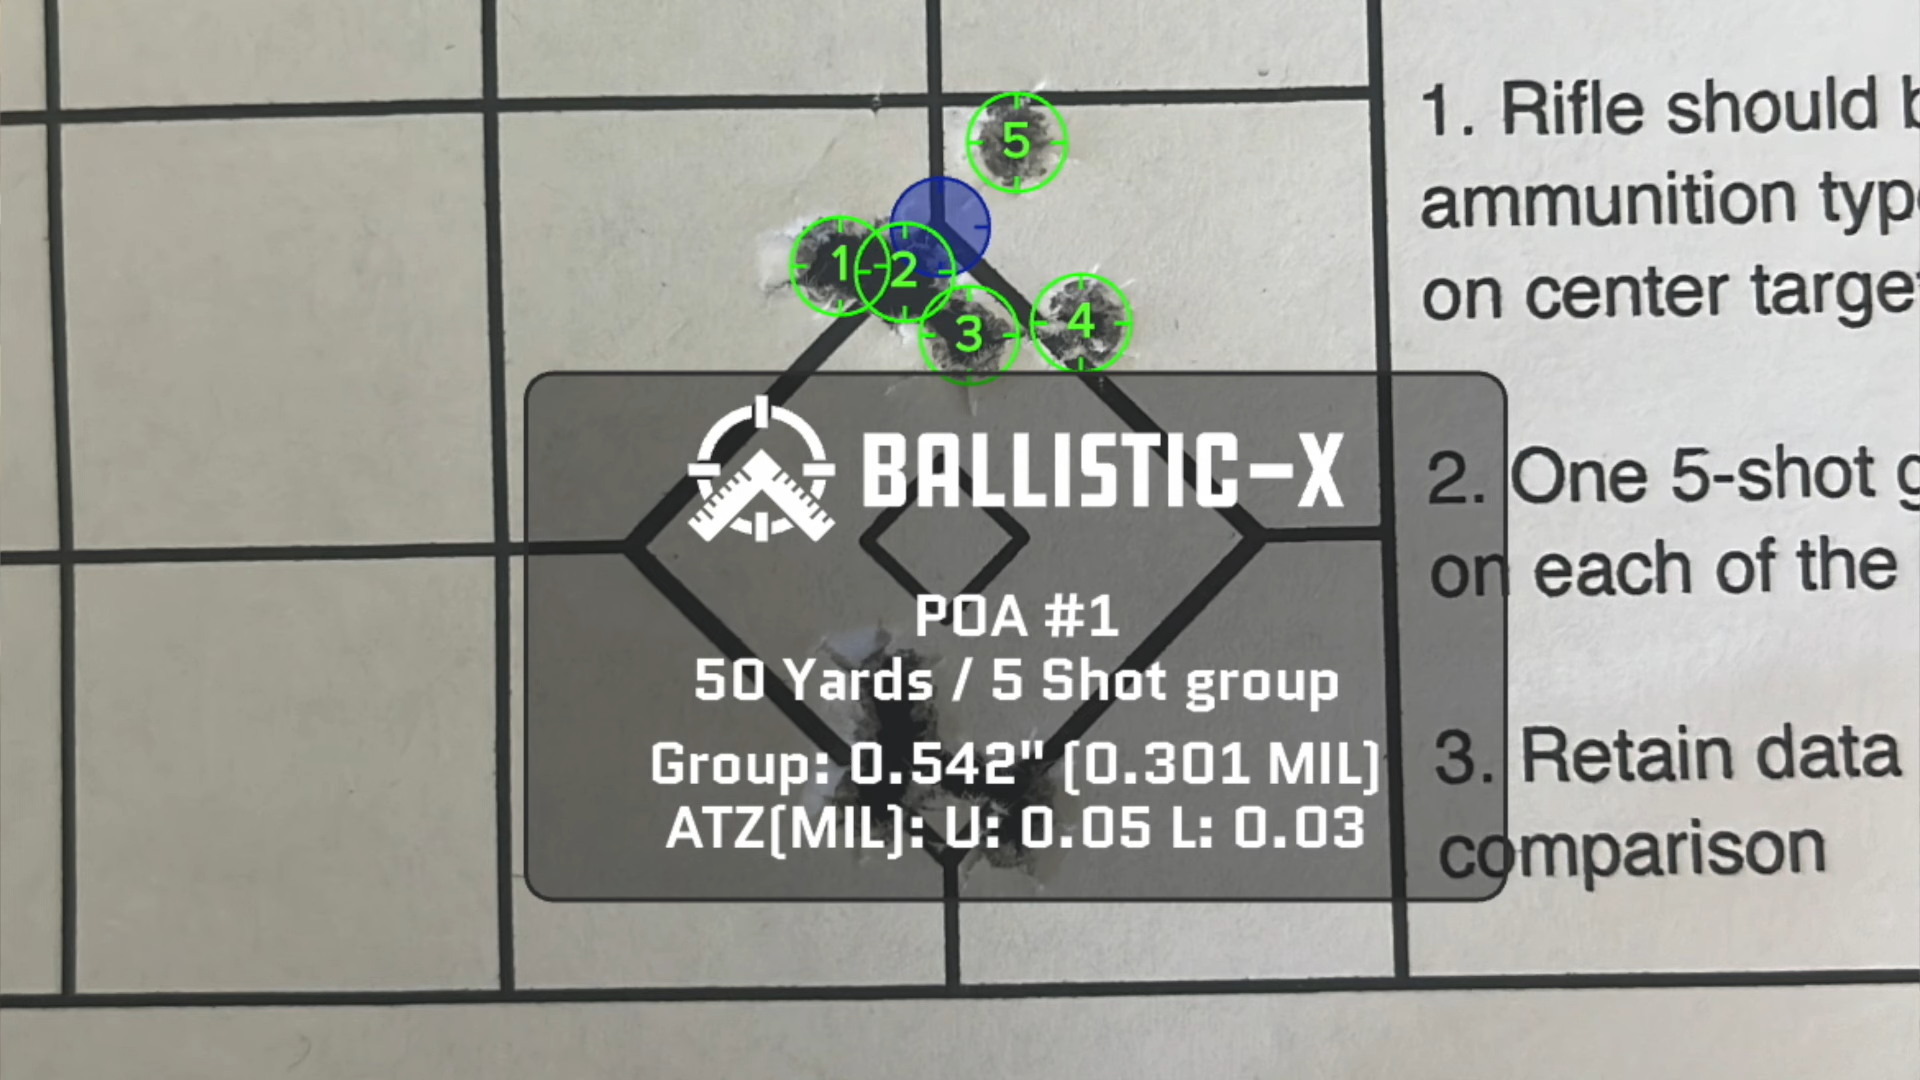 5
1
2
3
4
1. Rifle should
ammunition
on center
BALLISTIC-X
POA #1
50 Yards / 5 Shot group
Group: 0.542" (0.301 MIL)
ATZ(MIL): U: 0.05 L: 0.03
2. One 5-shot
on each of the
3. Retain data
comparison